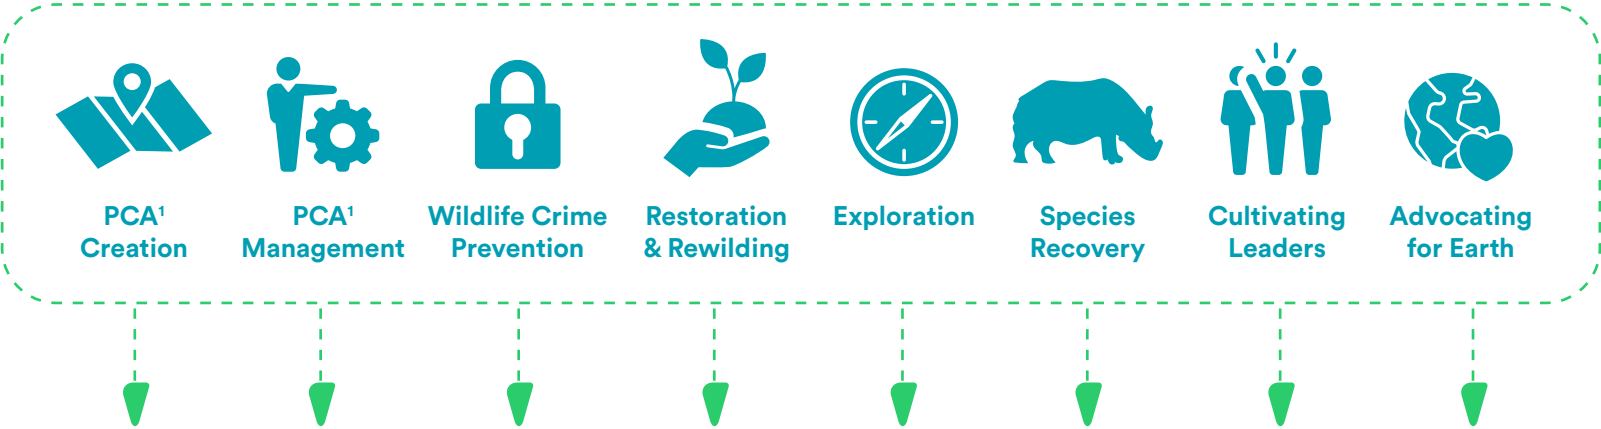 PCA¹
Creation
PCA¹
Management
Wildlife Crime
Prevention
Restoration
& Rewilding
Exploration
Species
Recovery
Cultivating
Leaders
Advocating
for Earth